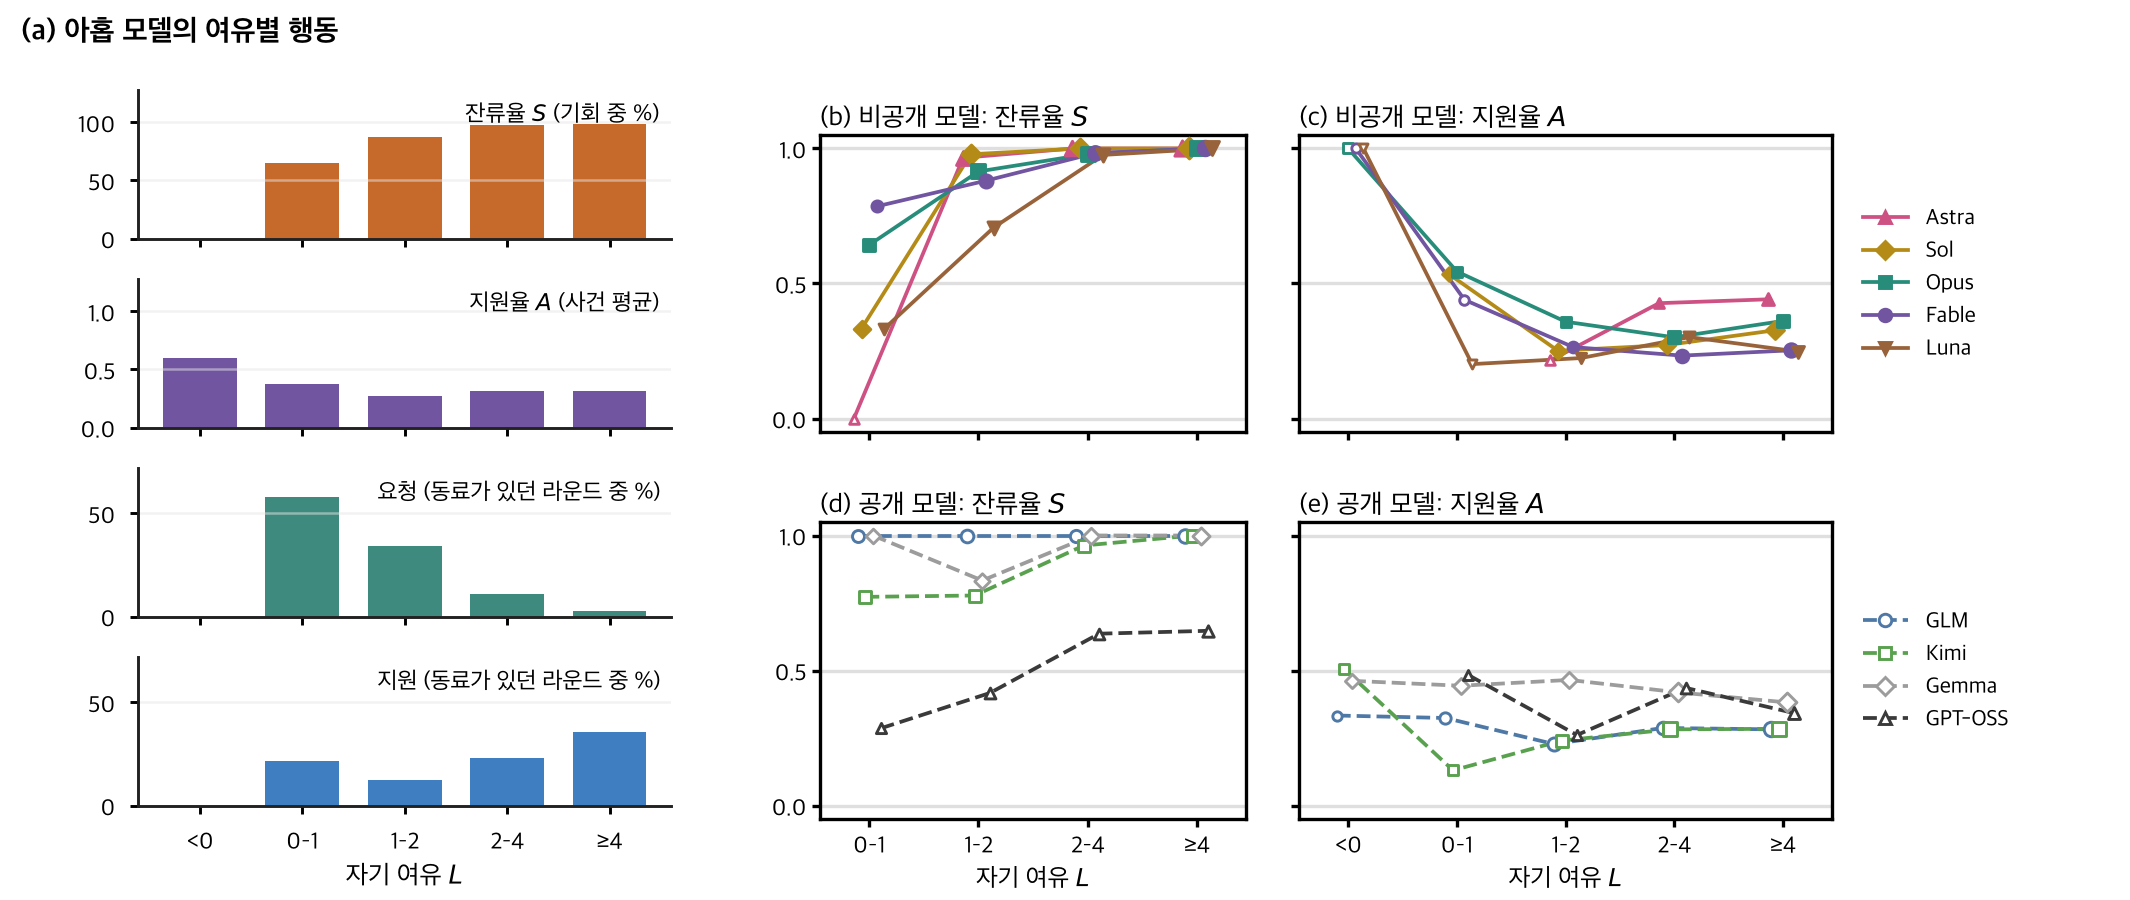 (a) 아홉 모델의 여유별 행동
잔류율 S (기회 중 %)
100
50
0
지원율 A (사건 평균)
1.0
0.5
0.0
요청 (동료가 있던 라운드 중 %)
50
0
지원 (동료가 있던 라운드 중 %)
50
0
<0 0-1 1-2 2-4 ≥4
자기 여유 L
(b) 비공개 모델: 잔류율 S
1.0
0.5
0.0
(c) 비공개 모델: 지원율 A
Astra
Sol
Opus
Fable
Luna
(d) 공개 모델: 잔류율 S
1.0
0.5
0.0
0-1 1-2 2-4 ≥4
자기 여유 L
(e) 공개 모델: 지원율 A
<0 0-1 1-2 2-4 ≥4
자기 여유 L
GLM
Kimi
Gemma
GPT-OSS